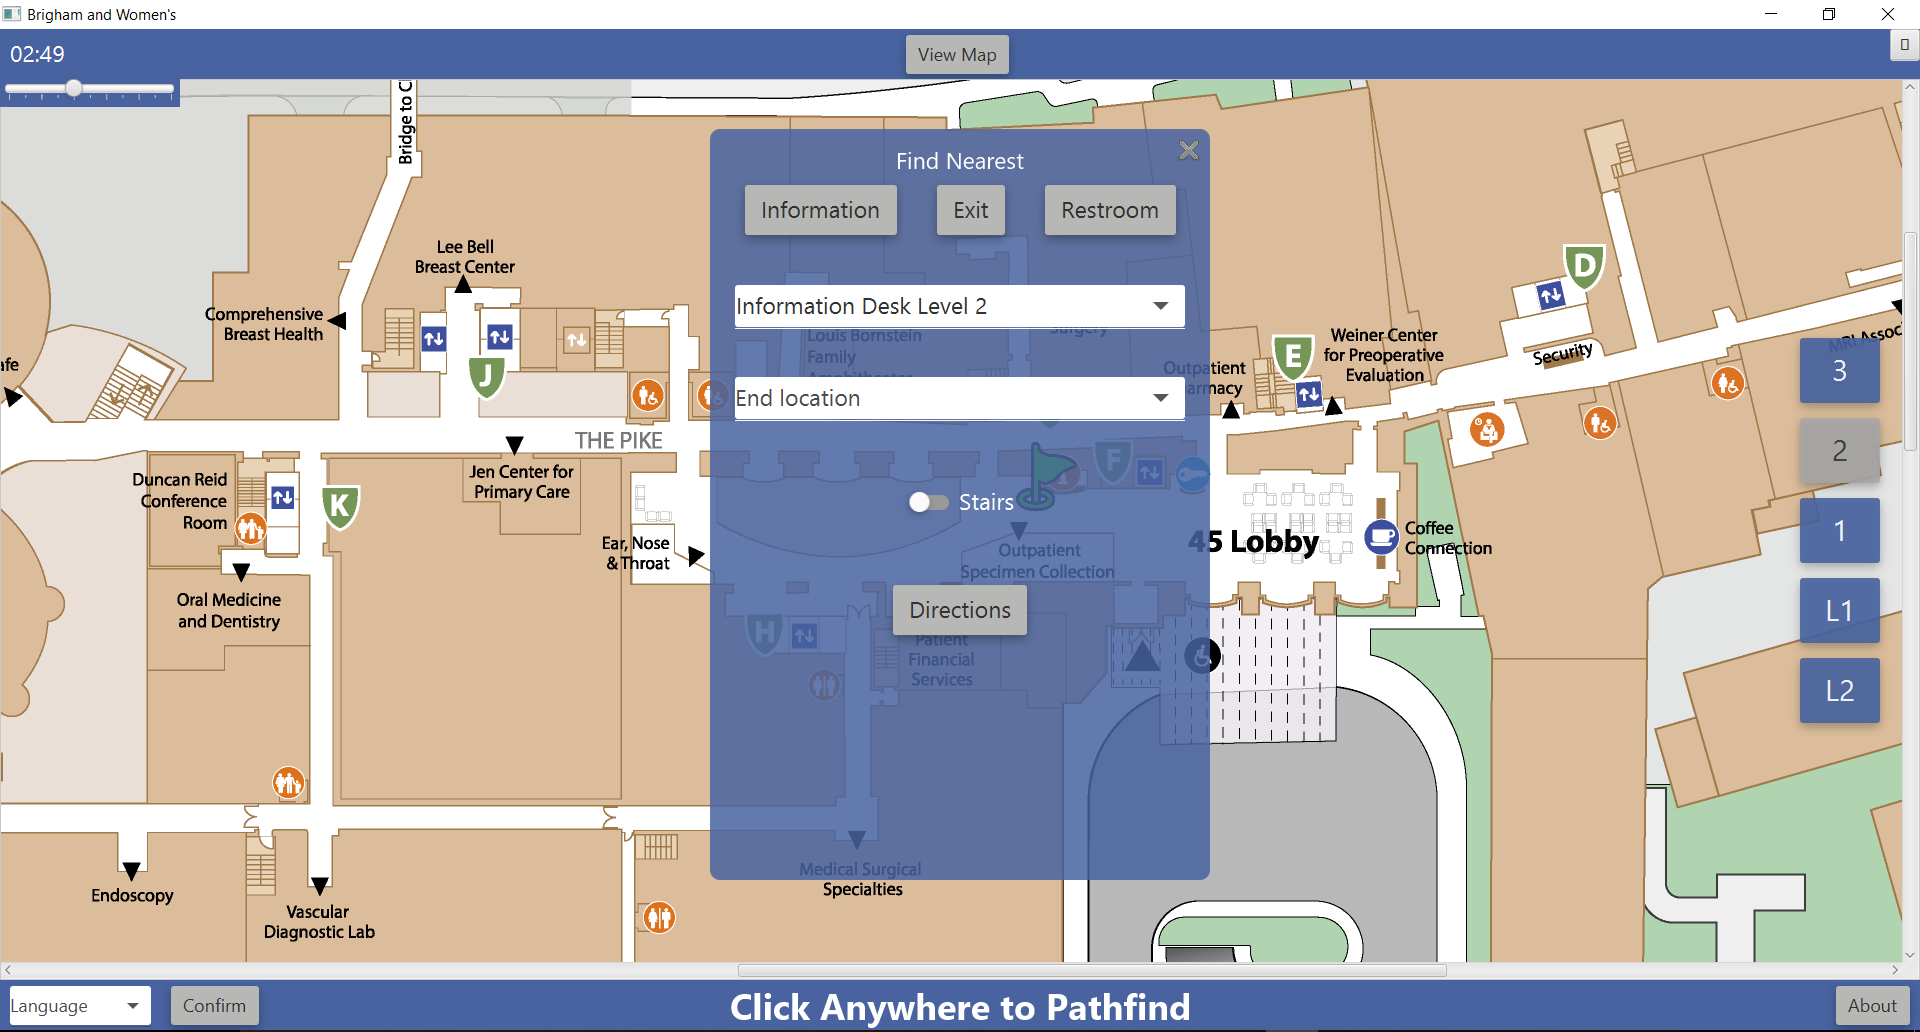 Brigham and Women's
02:49
View Map
Bridge to C
Find Nearest
Information
Exit
Restroom
Lee Bell
Breast Center
Comprehensive
Breast Health
Information Desk Level 2
Louis Bornstein
Family
Amphitheater
Surgery
End location
Outpatient
rmacy
E
Weiner Center
for Preoperative
Evaluation
D
Security
MRI Assoc
afe
J
THE PIKE
Jen Center for
Primary Care
Duncan Reid
Conference
Room
K
Ear, Nose
& Throat
F
Stairs
Outpatient
Specimen Collection
45 Lobby
Coffee
Connection
Directions
Oral Medicine
and Dentistry
H
Patient
Financial
Services
3
2
1
L1
L2
Medical Surgical
Specialties
Endoscopy
Vascular
Diagnostic Lab
Language
Confirm
Click Anywhere to Pathfind
About